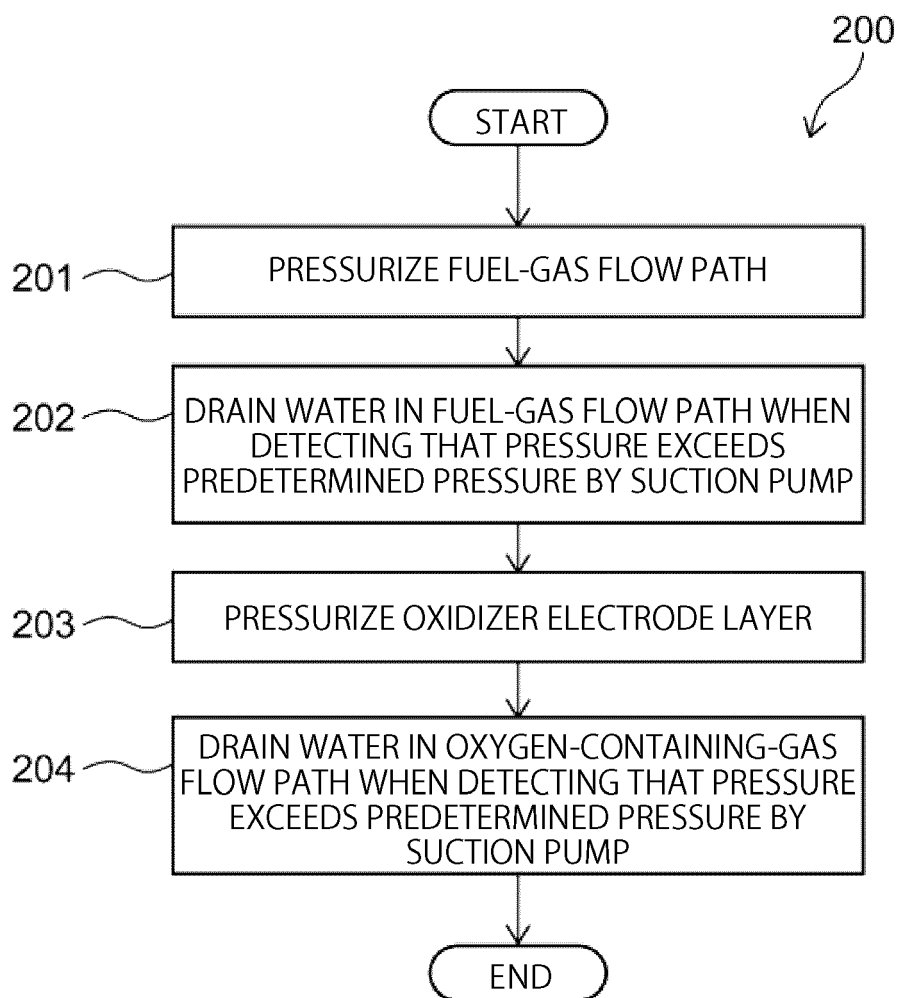 200
START
201
PRESSURIZE FUEL-GAS FLOW PATH
202
DRAIN WATER IN FUEL-GAS FLOW PATH WHEN
DETECTING THAT PRESSURE EXCEEDS
PREDETERMINED PRESSURE BY SUCTION PUMP
203
PRESSURIZE OXIDIZER ELECTRODE LAYER
204
DRAIN WATER IN OXYGEN-CONTAINING-GAS
FLOW PATH WHEN DETECTING THAT PRESSURE
EXCEEDS PREDETERMINED PRESSURE BY
SUCTION PUMP
END